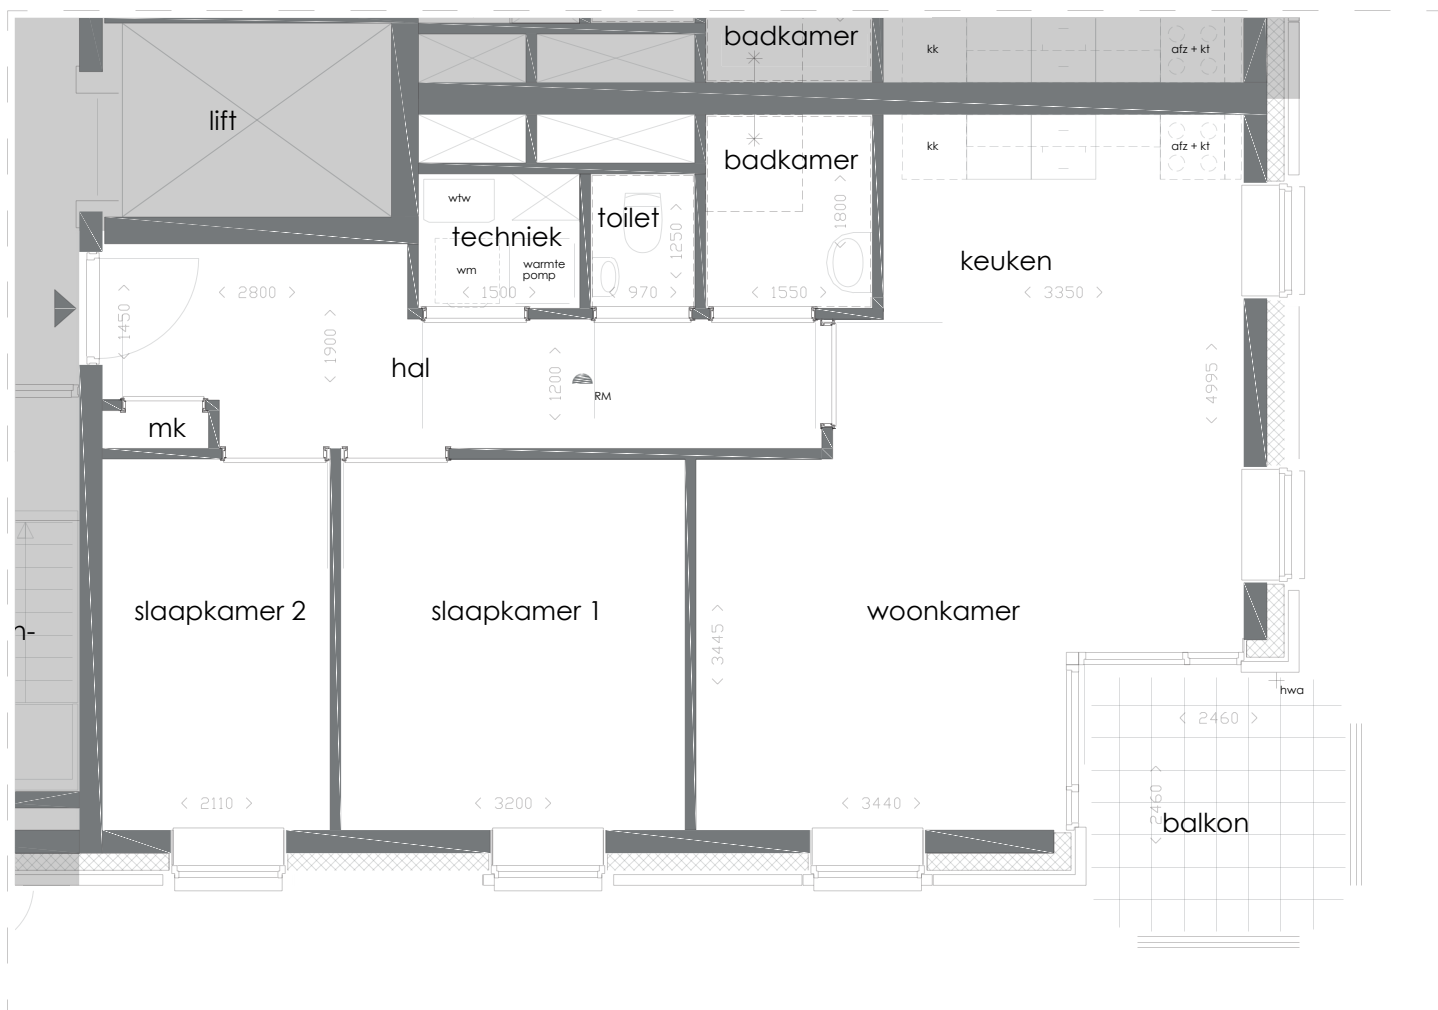 badkamer
kk
afz + kt
lift
badkamer
kk
afz + kt
wtw
toilet
techniek
1800
1250
keuken
wm
warmte
pomp
2800
1500
970
1550
3350
1450
1900
hal
1200
RM
4995
mk
n-
slaapkamer 2
slaapkamer 1
woonkamer
3445
hwa
2460
2110
3200
3440
2460
balkon